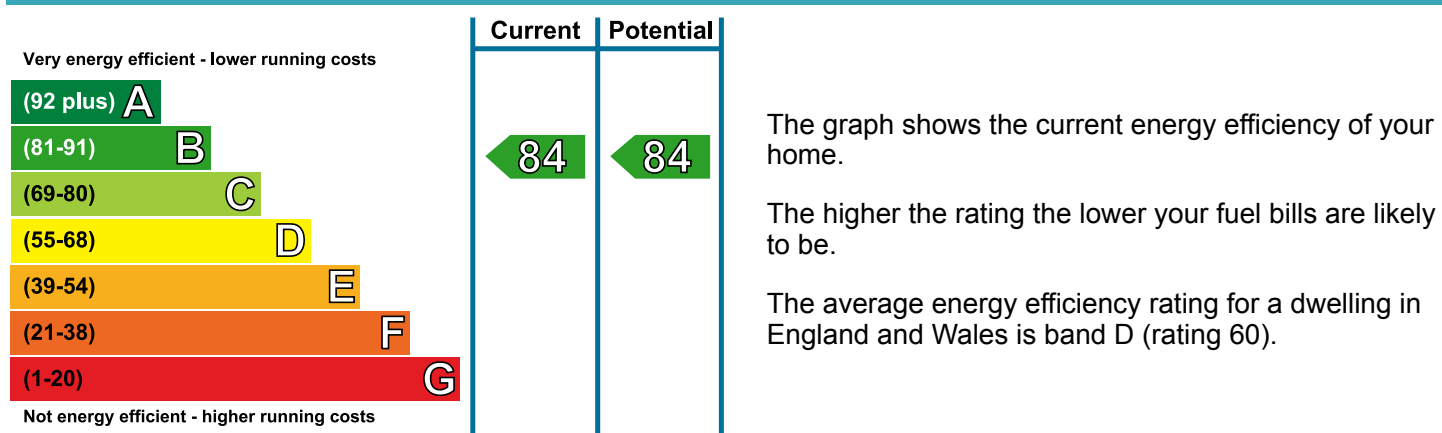 Current Potential
Very energy efficient - lower running costs
(92 plus) A
(81-91) B
84 84
(69-80) C
(55-68) D
(39-54) E
(21-38) F
(1-20) G
Not energy efficient - higher running costs
The graph shows the current energy efficiency of your
home.
The higher the rating the lower your fuel bills are likely
to be.
The average energy efficiency rating for a dwelling in
England and Wales is band D (rating 60).